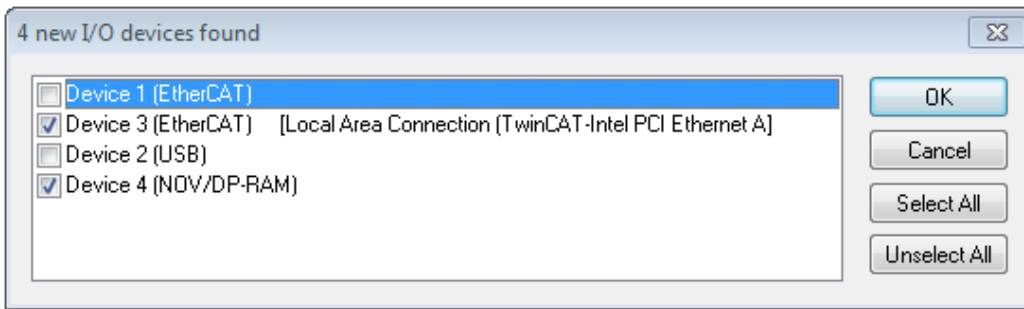 4 new I/O devices found
Device 1 (EtherCAT)
Device 3 (EtherCAT) [Local Area Connection (TwinCAT-Intel PCI Ethernet A]
Device 2 (USB)
Device 4 (NOV/DP-RAM)
OK
Cancel
Select All
Unselect All